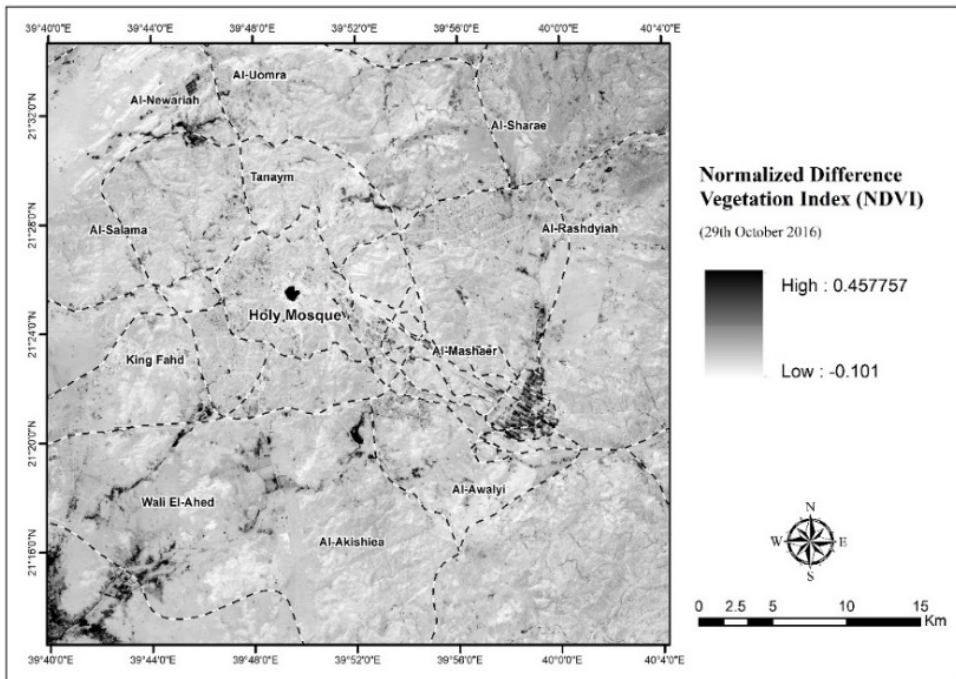 39°40'0"E 39°44'0"E 39°48'0"E 39°52'0"E 39°56'0"E 40°0'0"E 40°4'0"E
21°32'0"N
21°28'0"N
21°24'0"N
21°20'0"N
21°16'0"N
Al-Uomra
Al-Newariah
Al-Sharae
Tanaym
Al-Salama
Al-Rashdyiah
Holy Mosque
King Fahd
Al-Mashaer
Al-Awalyi
Wali El-Ahed
Al-Akishiea
39°40'0"E 39°44'0"E 39°48'0"E 39°52'0"E 39°56'0"E 40°0'0"E 40°4'0"E
Normalized Difference
Vegetation Index (NDVI)
(29th October 2016)
High : 0.457757
Low : -0.101
N
W E
S
0 2.5 5 10 15
Km